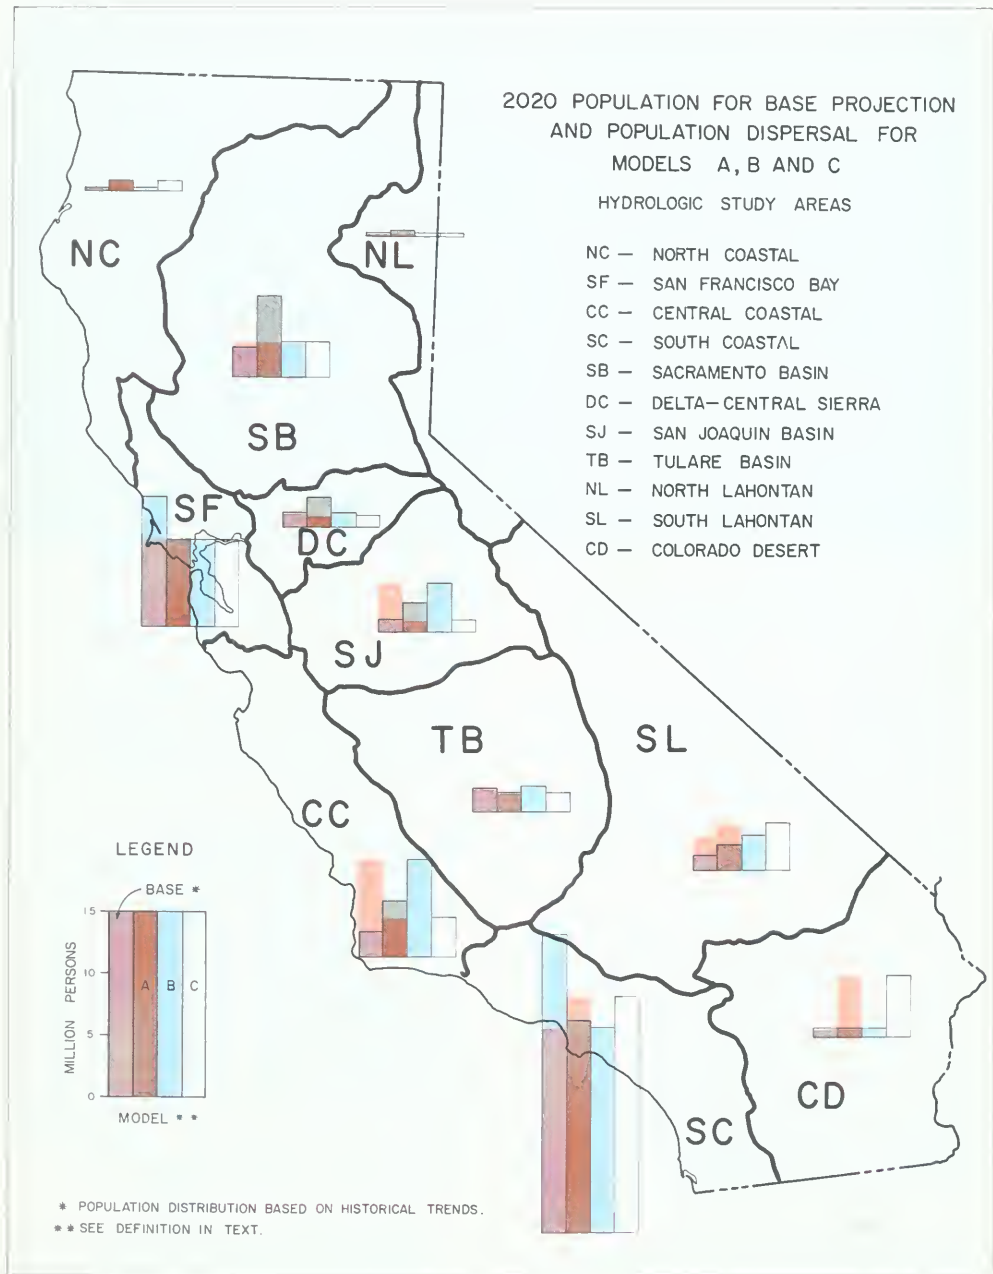 2020 POPULATION FOR BASE PROJECTION
AND POPULATION DISPERSAL FOR
MODELS A, B AND C
HYDROLOGIC STUDY AREAS
NC — NORTH COASTAL
SF — SAN FRANCISCO BAY
CC — CENTRAL COASTAL
SC — SOUTH COASTAL
SB — SACRAMENTO BASIN
DC — DELTA-CENTRAL SIERRA
SJ — SAN JOAQUIN BASIN
TB — TULARE BASIN
NL — NORTH LAHONTAN
SL — SOUTH LAHONTAN
CD — COLORADO DESERT
NC
NL
SB
SF
DC
SJ
TB
SL
CC
CD
SC
LEGEND
BASE *
15
10
5
0
MILLION PERSONS
A B C
MODEL * *
* POPULATION DISTRIBUTION BASED ON HISTORICAL TRENDS.
* * SEE DEFINITION IN TEXT.